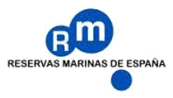 Rm
RESERVAS MARINAS DE ESPAÑA